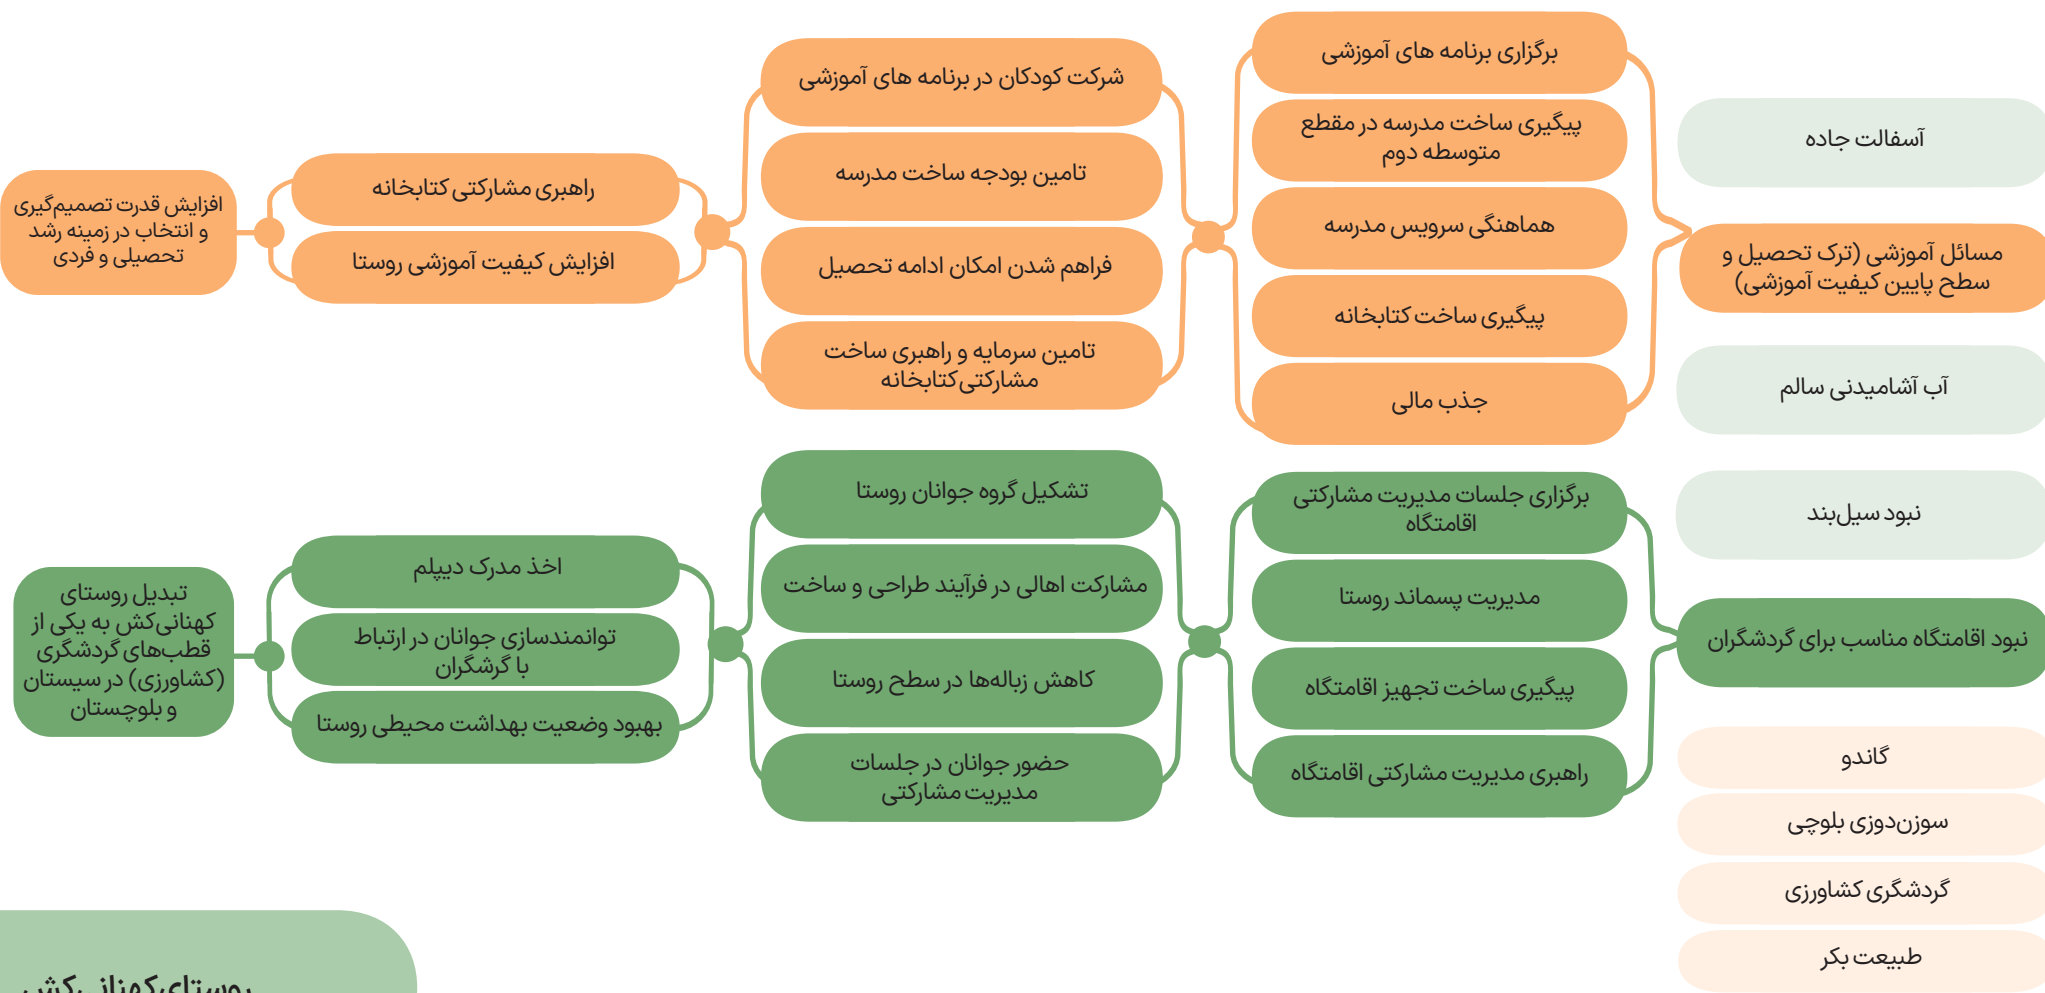 آسفالت جاده
مسائل آموزشی (ترک تحصیل و
سطح پایین کیفیت آموزشی)
آب آشامیدنی سالم
نبود سیل‌بند
نبود اقامتگاه مناسب برای گردشگران
گاندو
سوزن‌دوزی بلوچی
گردشگری کشاورزی
طبیعت بکر
برگزاری برنامه های آموزشی
پیگیری ساخت مدرسه در مقطع
متوسطه دوم
هماهنگی سرویس مدرسه
پیگیری ساخت کتابخانه
جذب مالی
شرکت کودکان در برنامه های آموزشی
تامین بودجه ساخت مدرسه
فراهم شدن امکان ادامه تحصیل
تامین سرمایه و راهبری ساخت
مشارکتی کتابخانه
راهبری مشارکتی کتابخانه
افزایش کیفیت آموزشی روستا
افزایش قدرت تصمیم‌گیری
و انتخاب در زمینه رشد
تحصیلی و فردی
برگزاری جلسات مدیریت مشارکتی
اقامتگاه
مدیریت پسماند روستا
پیگیری ساخت تجهیز اقامتگاه
راهبری مدیریت مشارکتی اقامتگاه
تشکیل گروه جوانان روستا
مشارکت اهالی در فرآیند طراحی و ساخت
کاهش زباله‌ها در سطح روستا
حضور جوانان در جلسات
مدیریت مشارکتی
اخذ مدرک دیپلم
توانمندسازی جوانان در ارتباط
با گرشگران
بهبود وضعیت بهداشت محیطی روستا
تبدیل روستای
کهنانی‌کش به یکی از
قطب‌های گردشگری
(کشاورزی) در سیستان
و بلوچستان
روستای کهنانی‌کش